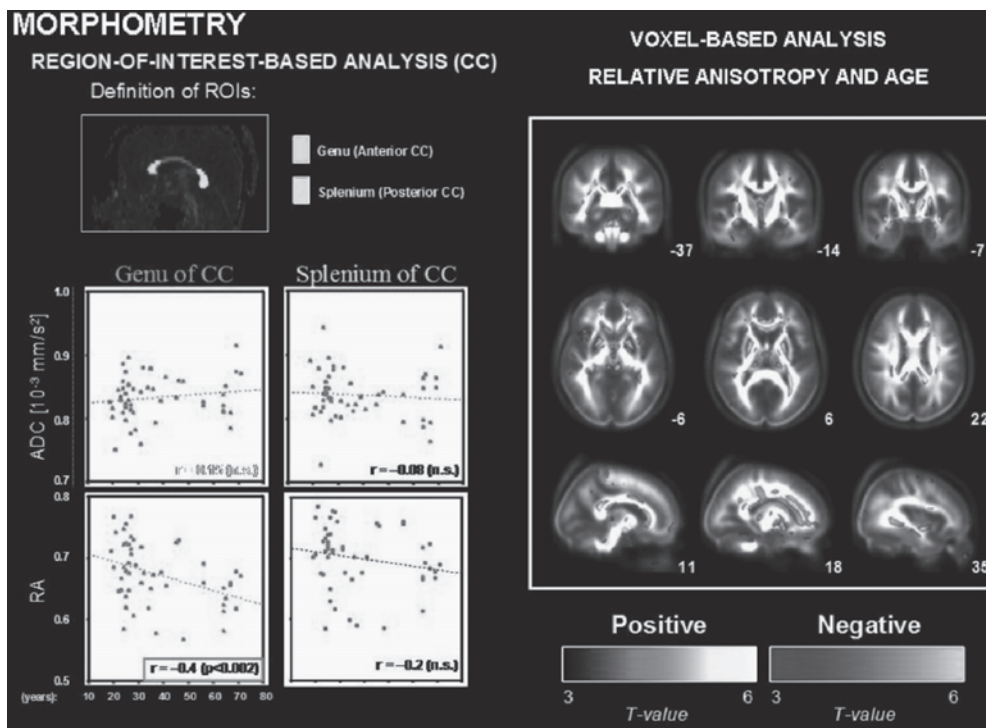 MORPHOMETRY
REGION-OF-INTEREST-BASED ANALYSIS (CC)
Definition of ROIs:
Genu (Anterior CC)
Splenium (Posterior CC)
Genu of CC
Splenium of CC
ADC [10⁻³ mm/s²]
1.0
0.9
0.8
0.7
(n.s.)
r = –0.08 (n.s.)
RA
0.8
0.7
0.6
0.5
r = –0.4 (p<0.002)
r = –0.2 (n.s.)
(years): 10 20 30 40 50 60 70 80
VOXEL-BASED ANALYSIS
RELATIVE ANISOTROPY AND AGE
-37 -14 -7
-6 6 22
11 18 35
Positive Negative
3 6 3 6
T-value T-value